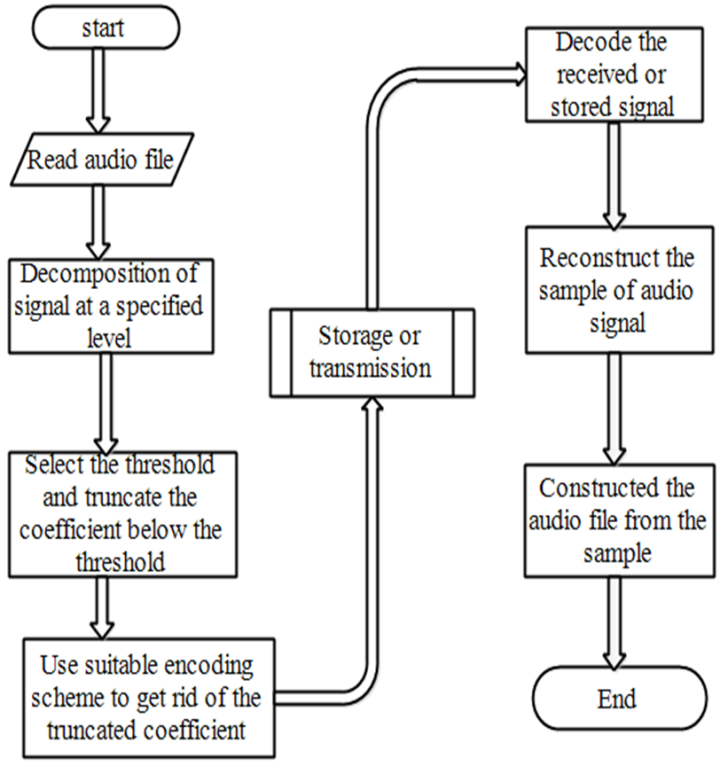 start
Read audio file
Decomposition of
signal at a specified
level
Select the threshold
and truncate the
coefficient below the
threshold
Use suitable encoding
scheme to get rid of the
truncated coefficient
Storage or
transmission
Decode the
received or
stored signal
Reconstruct the
sample of audio
signal
Constructed the
audio file from the
sample
End